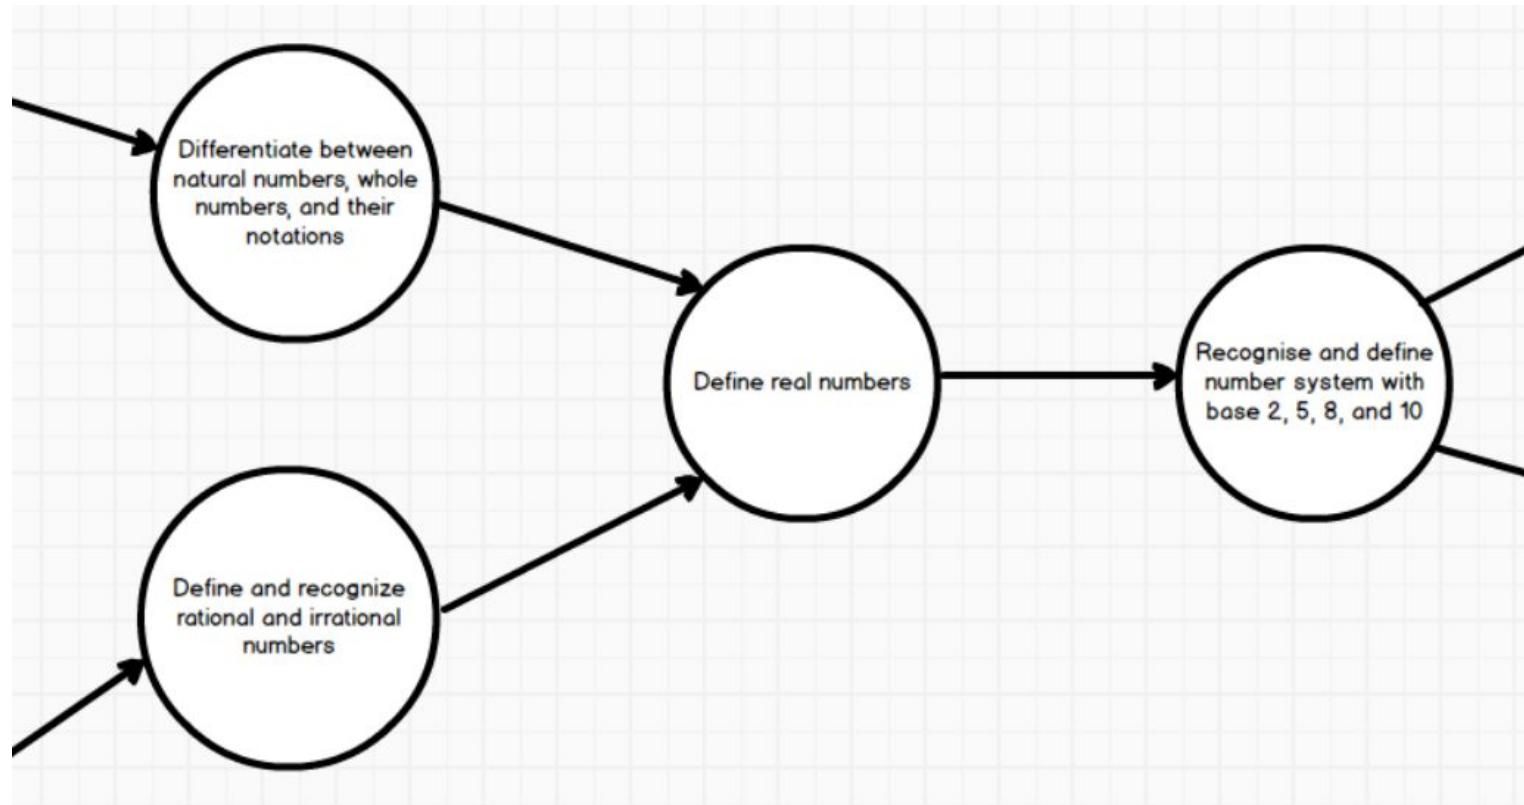 Differentiate between
natural numbers, whole
numbers, and their
notations
Define and recognize
rational and irrational
numbers
Define real numbers
Recognise and define
number system with
base 2, 5, 8, and 10